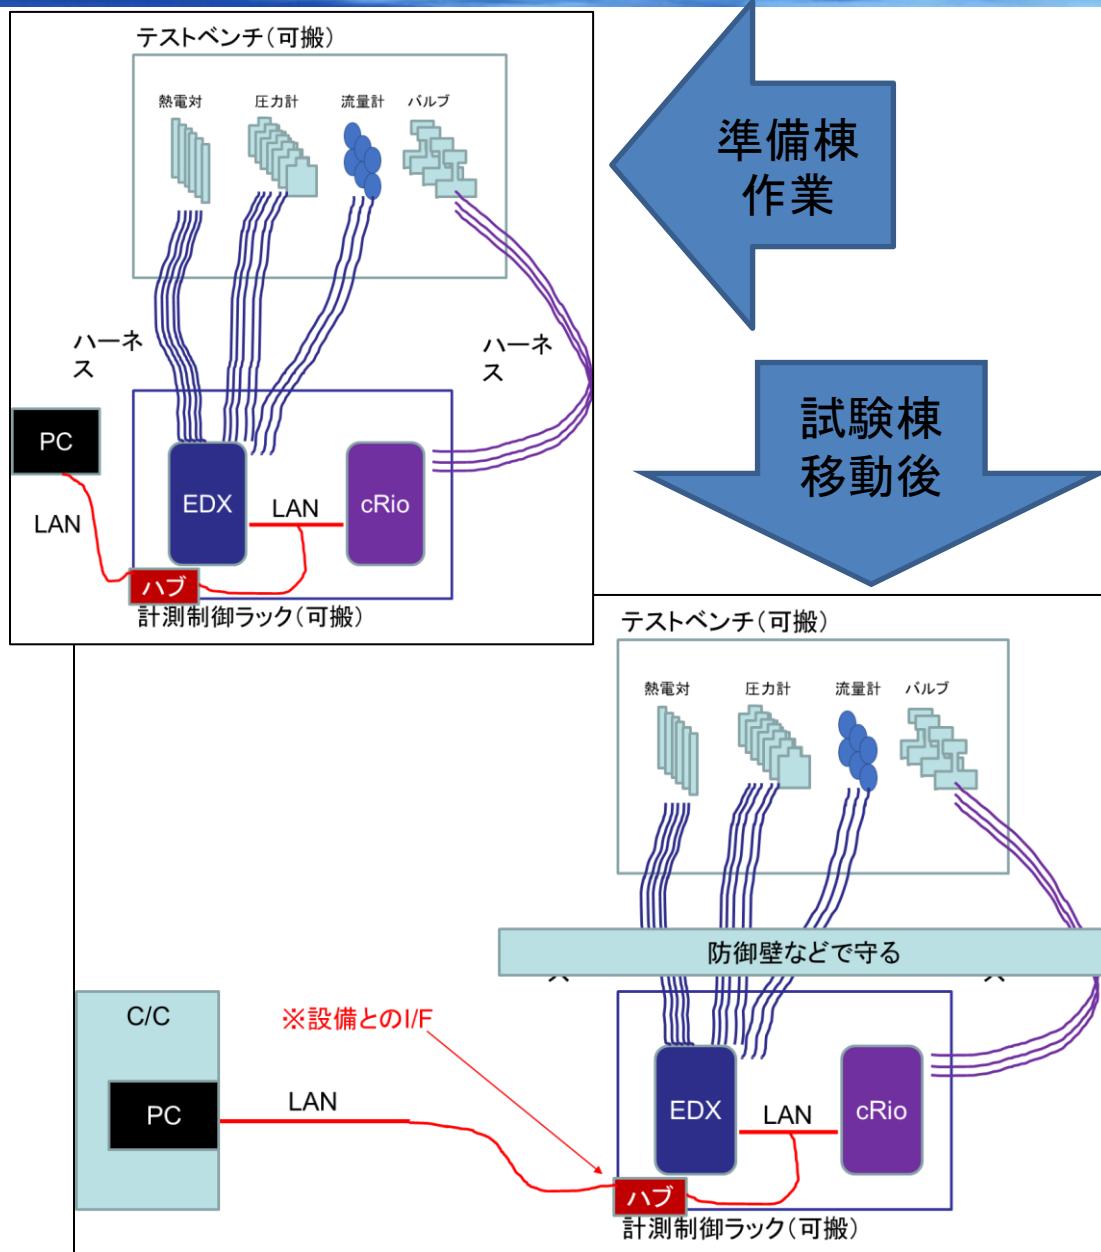 テストベンチ（可搬）
熱電対 圧力計 流量計 バルブ
準備棟
作業
ハーネ
ス
ハーネ
ス
試験棟
移動後
PC
EDX
LAN
cRio
LAN
ハブ
計測制御ラック（可搬）
テストベンチ（可搬）
熱電対 圧力計 流量計 バルブ
防御壁などで守る
C/C
※設備とのI/F
PC
LAN
EDX
LAN
cRio
ハブ
計測制御ラック（可搬）